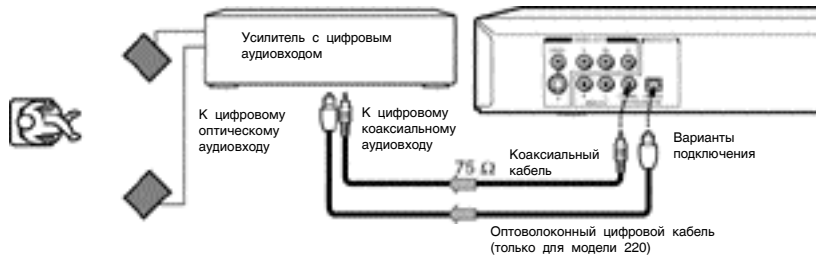 Усилитель с цифровым
аудиовходом
К цифровому
оптическому
аудиовходу
К цифровому
коаксиальному
аудиовходу
Коаксиальный
кабель
Варианты
подключения
75 Ω
Оптоволоконный цифровой кабель
(только для модели 220)